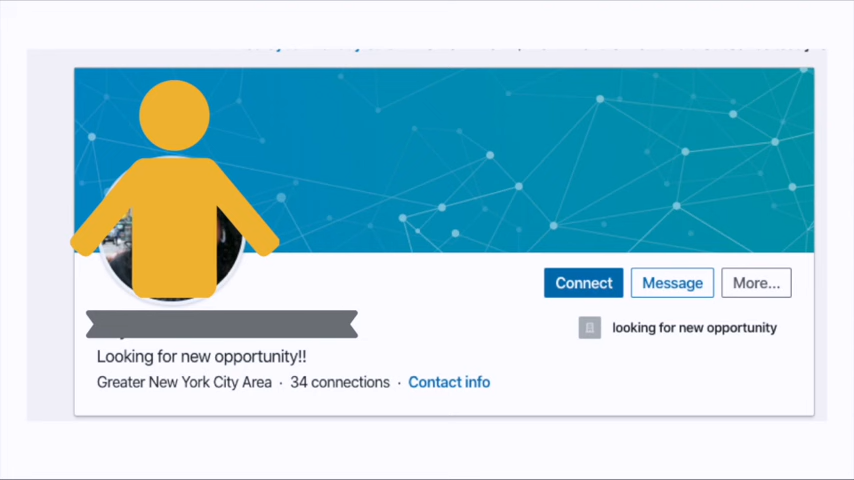 Connect Message More...
looking for new opportunity
Looking for new opportunity!!
Greater New York City Area · 34 connections · Contact info